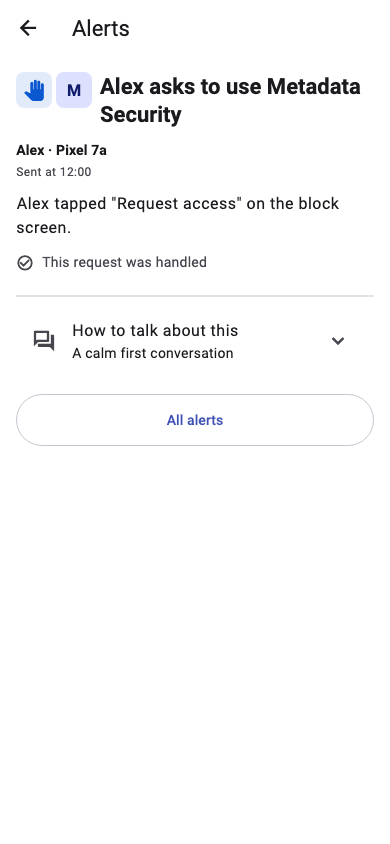 Alerts
M
Alex asks to use Metadata
Security
Alex · Pixel 7a
Sent at 12:00
Alex tapped "Request access" on the block
screen.
This request was handled
How to talk about this
A calm first conversation
All alerts